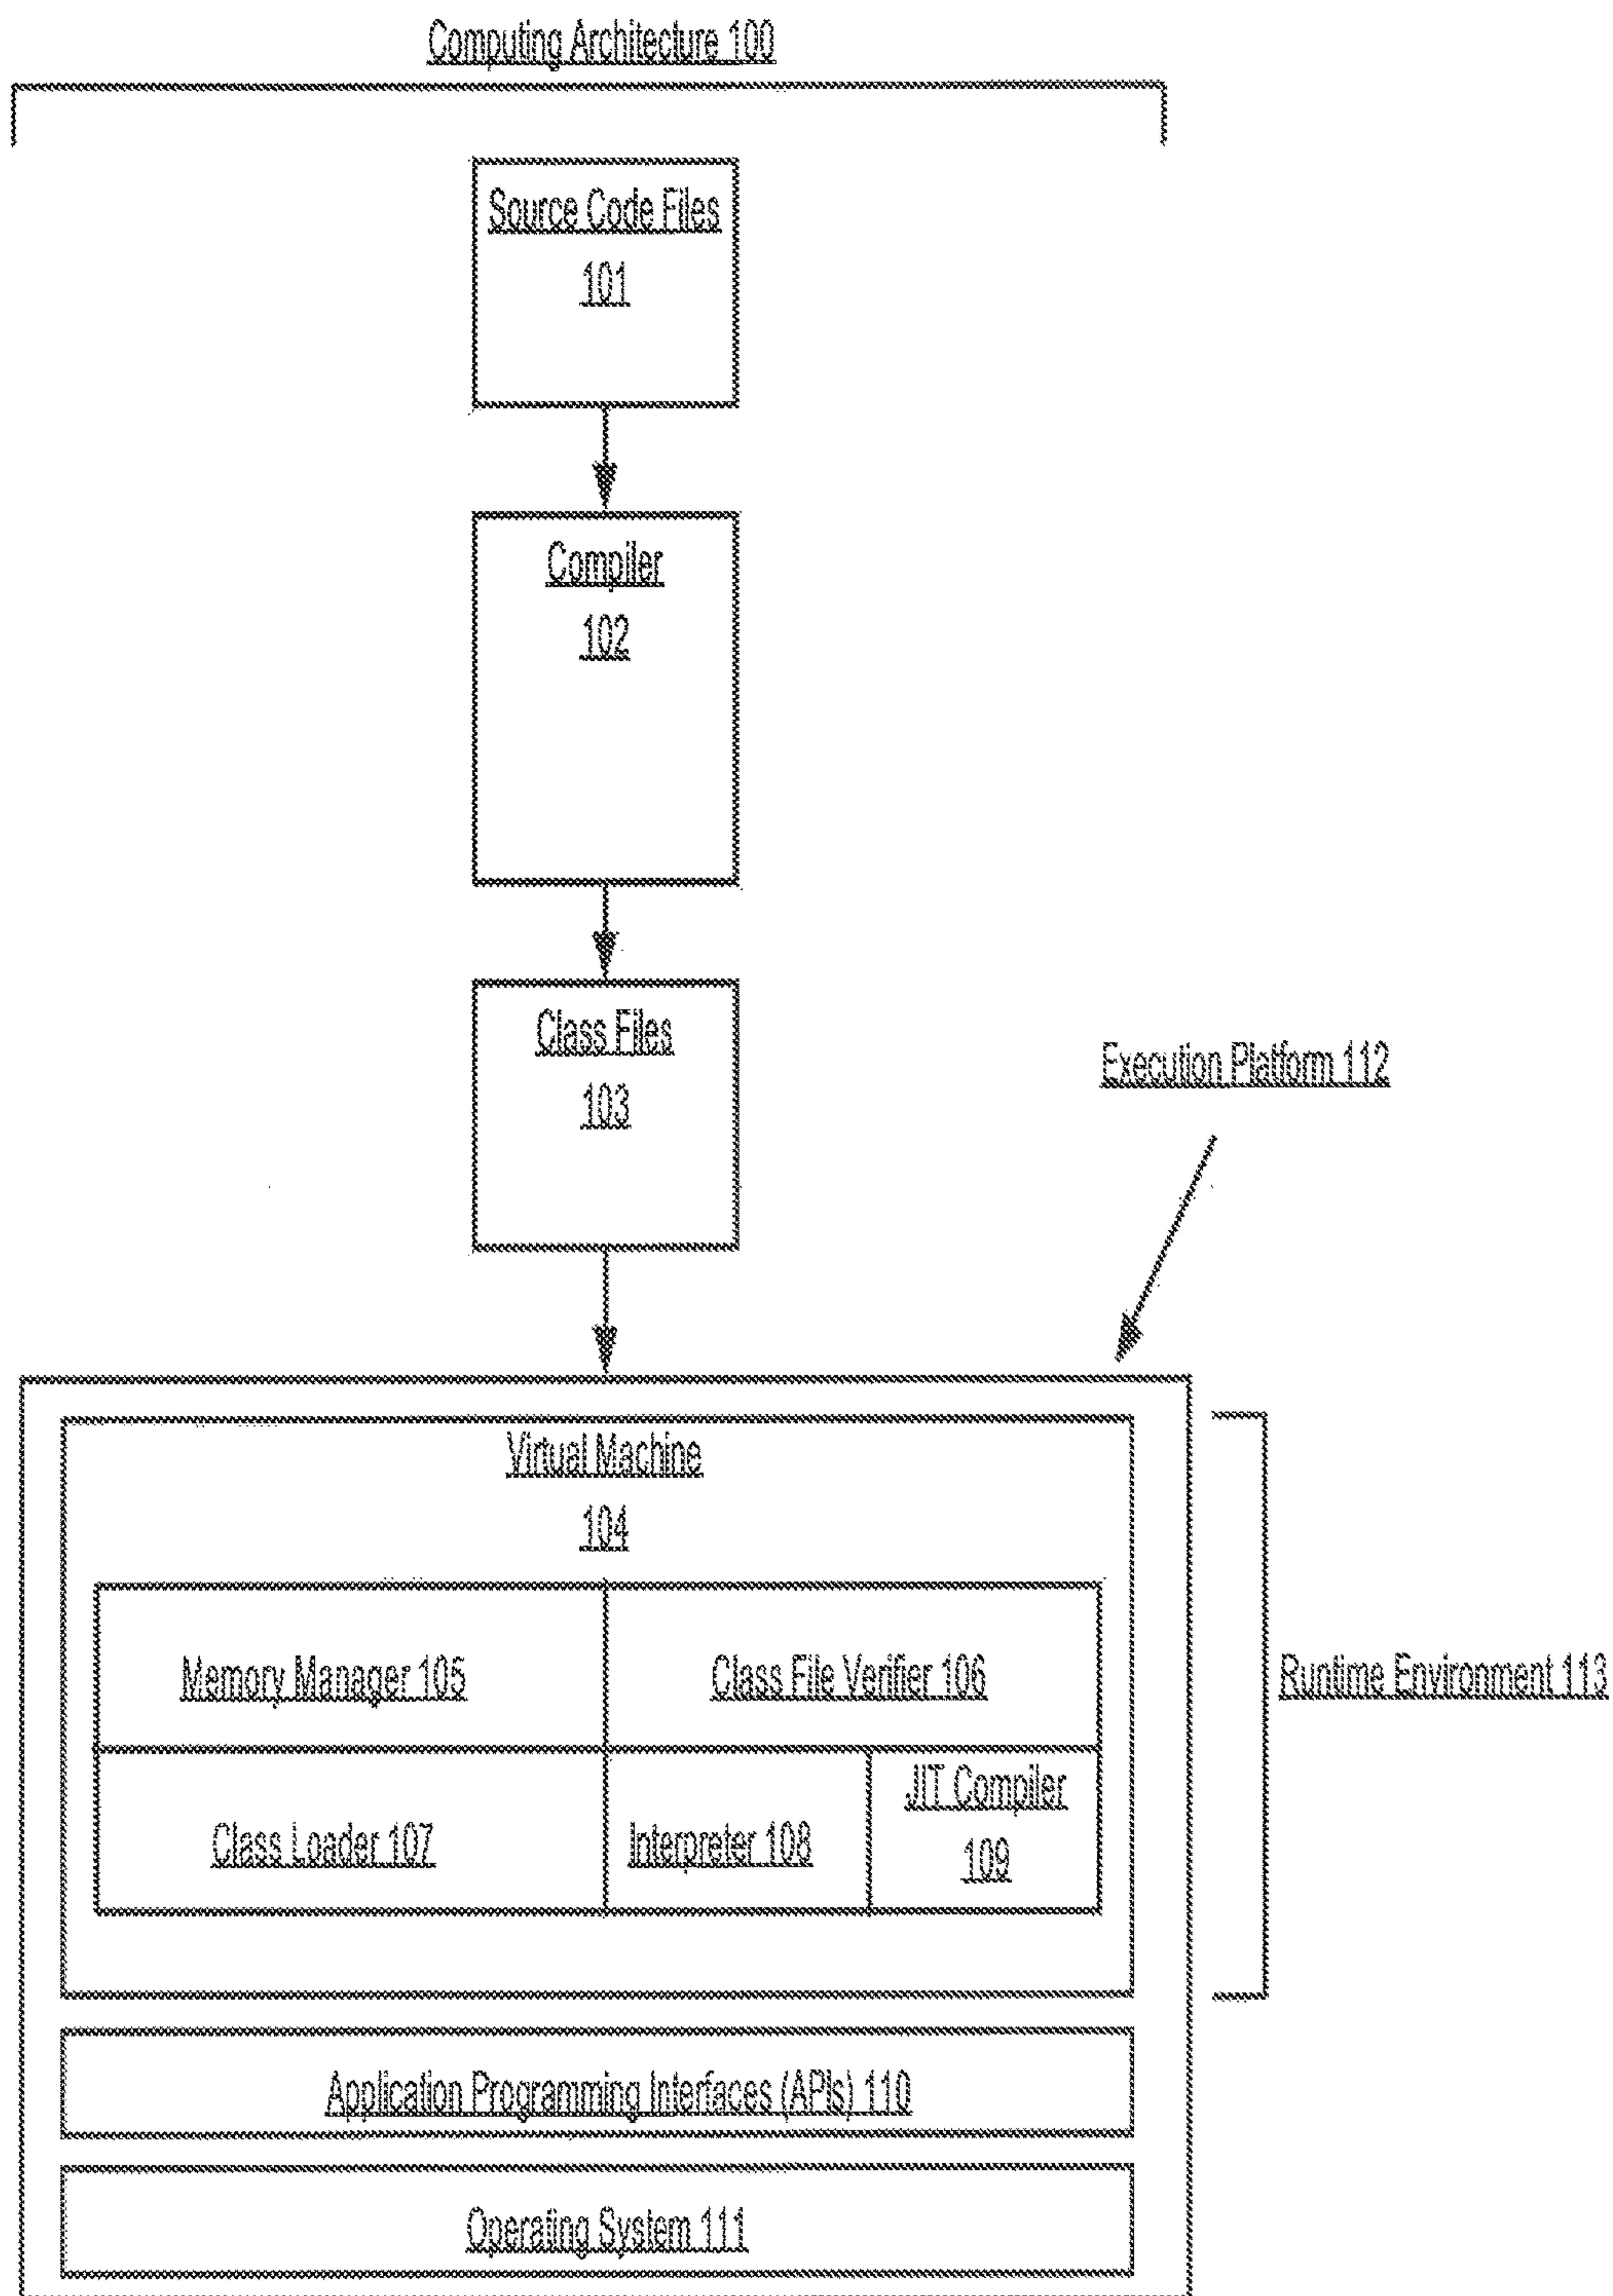 Computing Architecture 100
Source Code Files
101
Compiler
102
Class Files
103
Execution Platform 112
Virtual Machine
104
Memory Manager 105
Class File Verifier 106
Runtime Environment 113
Class Loader 107
Interpreter 108
JIT Compiler
109
Application Programming Interfaces (APIs) 110
Operating System 111